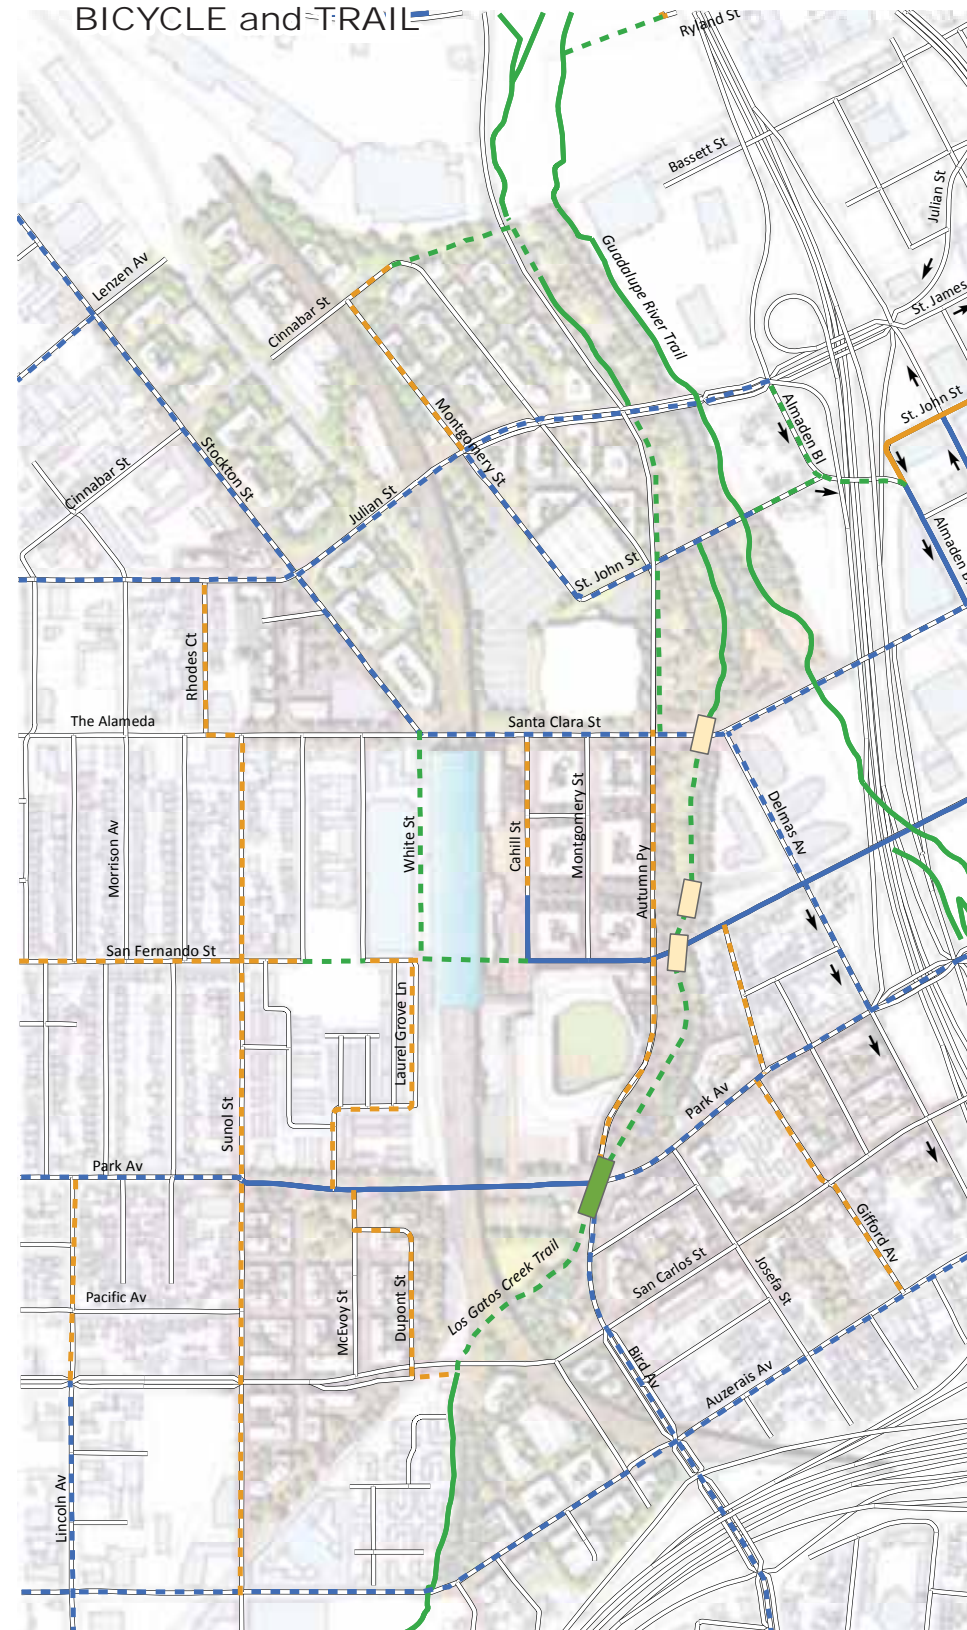 BICYCLE and TRAIL
Ryland St
Bassett St
Julian St
Guadalupe River Trail
Lenzen Av
Cinnabar St
St. James
St. John St
Almaden Bl
Montgomery St
Stockton St
Cinnabar St
Julian St
Almaden B
St. John St
Rhodes Ct
The Alameda
Santa Clara St
Delmas Av
Montgomery St
Cahill St
White St
Morrison Av
Autumn Py
San Fernando St
Laurel Grove Ln
Park Av
Sunol St
Park Av
Gifford Av
Los Gatos Creek Trail
San Carlos St
Josefa St
Pacific Av
McEvoy St
Dupont St
Bird Av
Auzerais Av
Lincoln Av